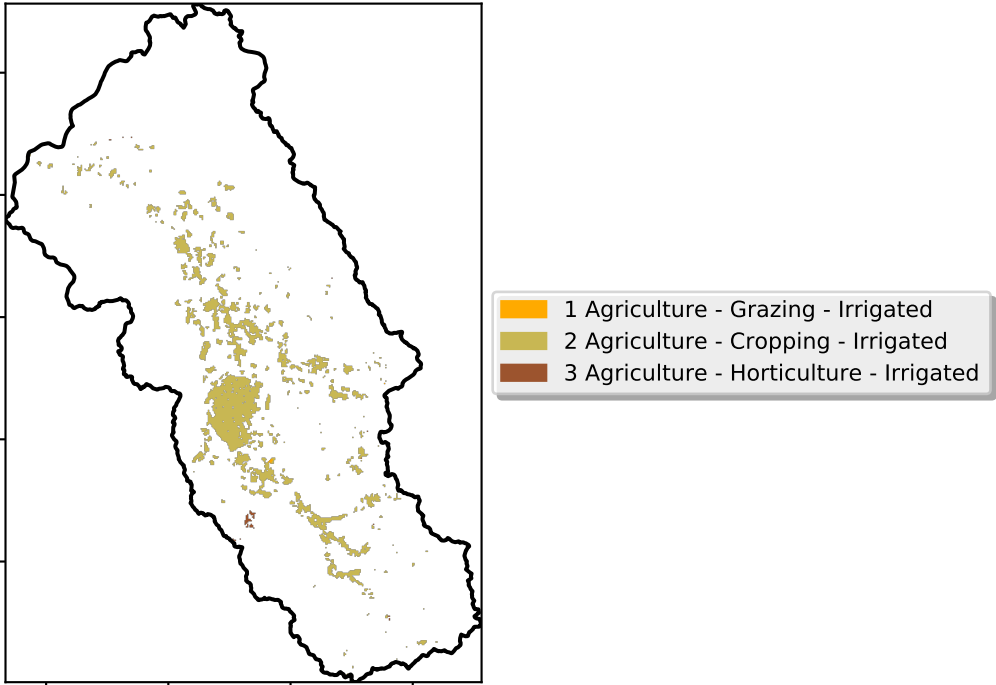 1 Agriculture - Grazing - Irrigated
2 Agriculture - Cropping - Irrigated
3 Agriculture - Horticulture - Irrigated